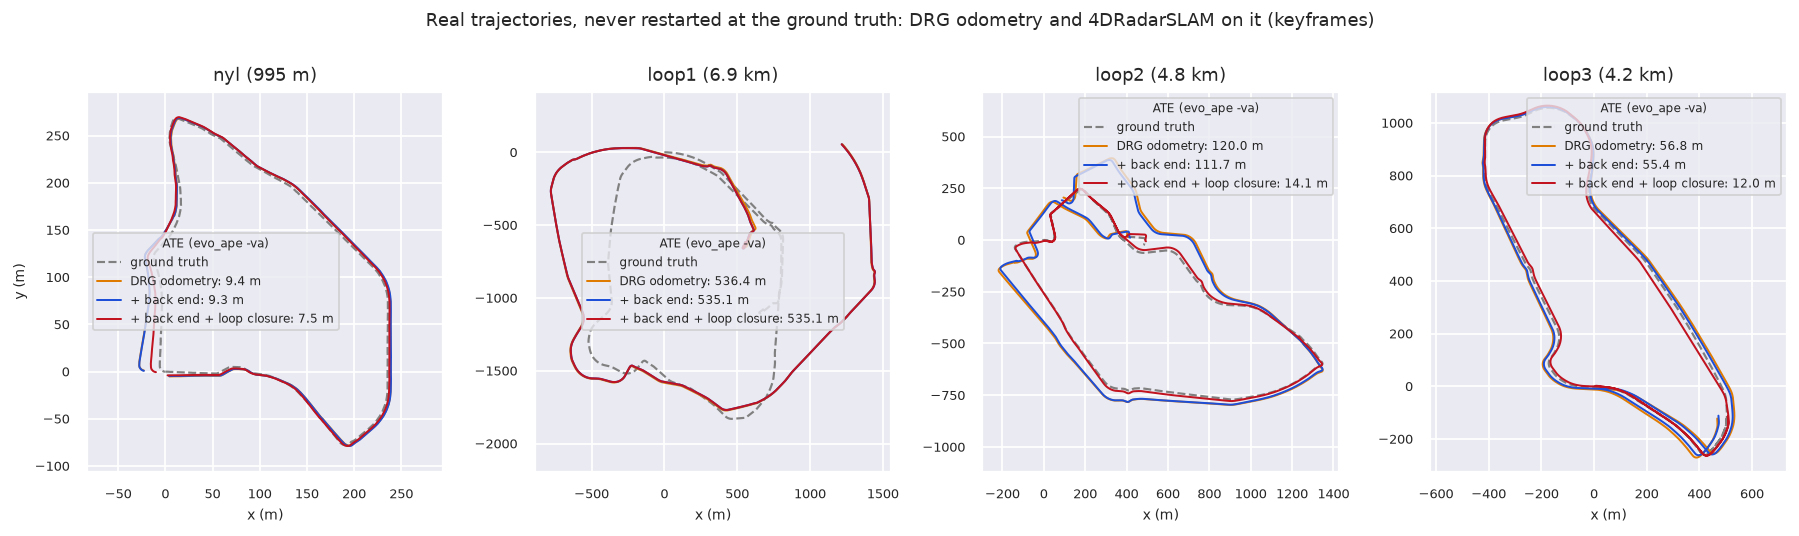 Real trajectories, never restarted at the ground truth: DRG odometry and 4DRadarSLAM on it (keyframes)
nyl (995 m)
y (m)
250
200
150
100
50
0
−50
−100
ATE (evo_ape -va)
ground truth
DRG odometry: 9.4 m
+ back end: 9.3 m
+ back end + loop closure: 7.5 m
−50 0 50 100 150 200 250
x (m)
loop1 (6.9 km)
0
−500
−1000
−1500
−2000
ATE (evo_ape -va)
ground truth
DRG odometry: 536.4 m
+ back end: 535.1 m
+ back end + loop closure: 535.1 m
−500 0 500 1000 1500
x (m)
loop2 (4.8 km)
500
250
0
−250
−500
−750
−1000
ATE (evo_ape -va)
ground truth
DRG odometry: 120.0 m
+ back end: 111.7 m
+ back end + loop closure: 14.1 m
−200 0 200 400 600 800 1000 1200 1400
x (m)
loop3 (4.2 km)
1000
800
600
400
200
0
−200
ATE (evo_ape -va)
ground truth
DRG odometry: 56.8 m
+ back end: 55.4 m
+ back end + loop closure: 12.0 m
−600 −400 −200 0 200 400 600
x (m)